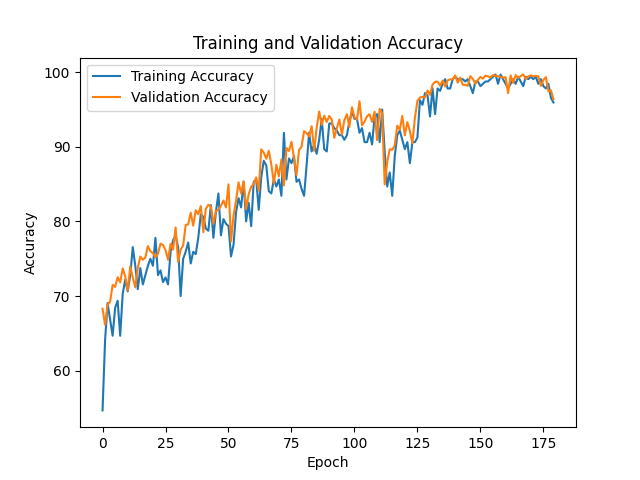 Training and Validation Accuracy
Training Accuracy
Validation Accuracy
Accuracy
100
90
80
70
60
0 25 50 75 100 125 150 175
Epoch